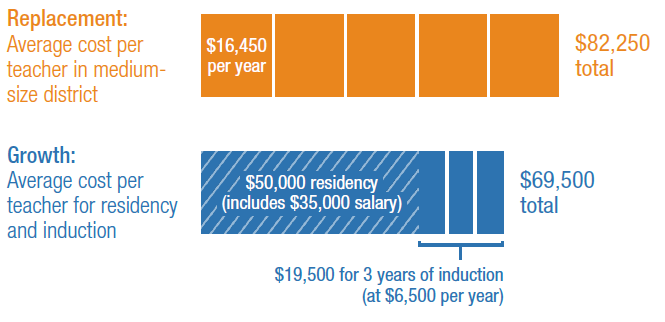 Replacement:
Average cost per
teacher in medium-
size district
$16,450
per year
$82,250
total
Growth:
Average cost per
teacher for residency
and induction
$50,000 residency
(includes $35,000 salary)
$69,500
total
$19,500 for 3 years of induction
(at $6,500 per year)